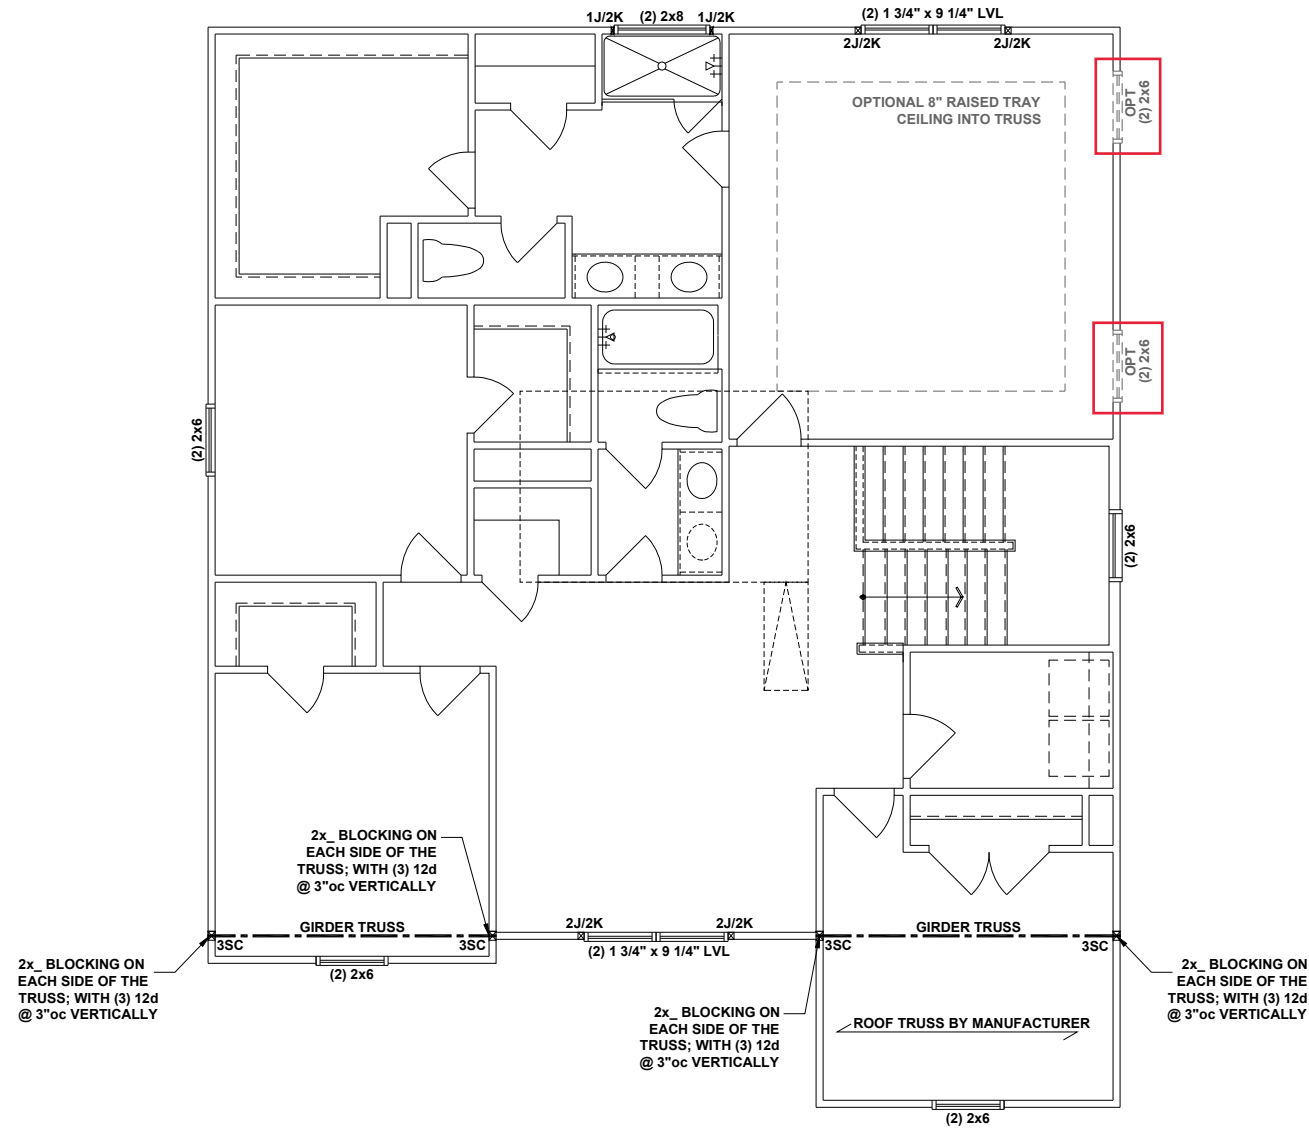 1J/2K
(2) 2x8
1J/2K
(2) 1 3/4" x 9 1/4" LVL
2J/2K
2J/2K
OPTIONAL 8" RAISED TRAY
CEILING INTO TRUSS
OPT
(2) 2x6
OPT
(2) 2x6
(2) 2x6
(2) 2x6
2x_ BLOCKING ON
EACH SIDE OF THE
TRUSS; WITH (3) 12d
@ 3"oc VERTICALLY
GIRDER TRUSS
3SC
3SC
2J/2K
2J/2K
(2) 1 3/4" x 9 1/4" LVL
GIRDER TRUSS
3SC
3SC
2x_ BLOCKING ON
EACH SIDE OF THE
TRUSS; WITH (3) 12d
@ 3"oc VERTICALLY
(2) 2x6
2x_ BLOCKING ON
EACH SIDE OF THE
TRUSS; WITH (3) 12d
@ 3"oc VERTICALLY
2x_ BLOCKING ON
EACH SIDE OF THE
TRUSS; WITH (3) 12d
@ 3"oc VERTICALLY
ROOF TRUSS BY MANUFACTURER
(2) 2x6